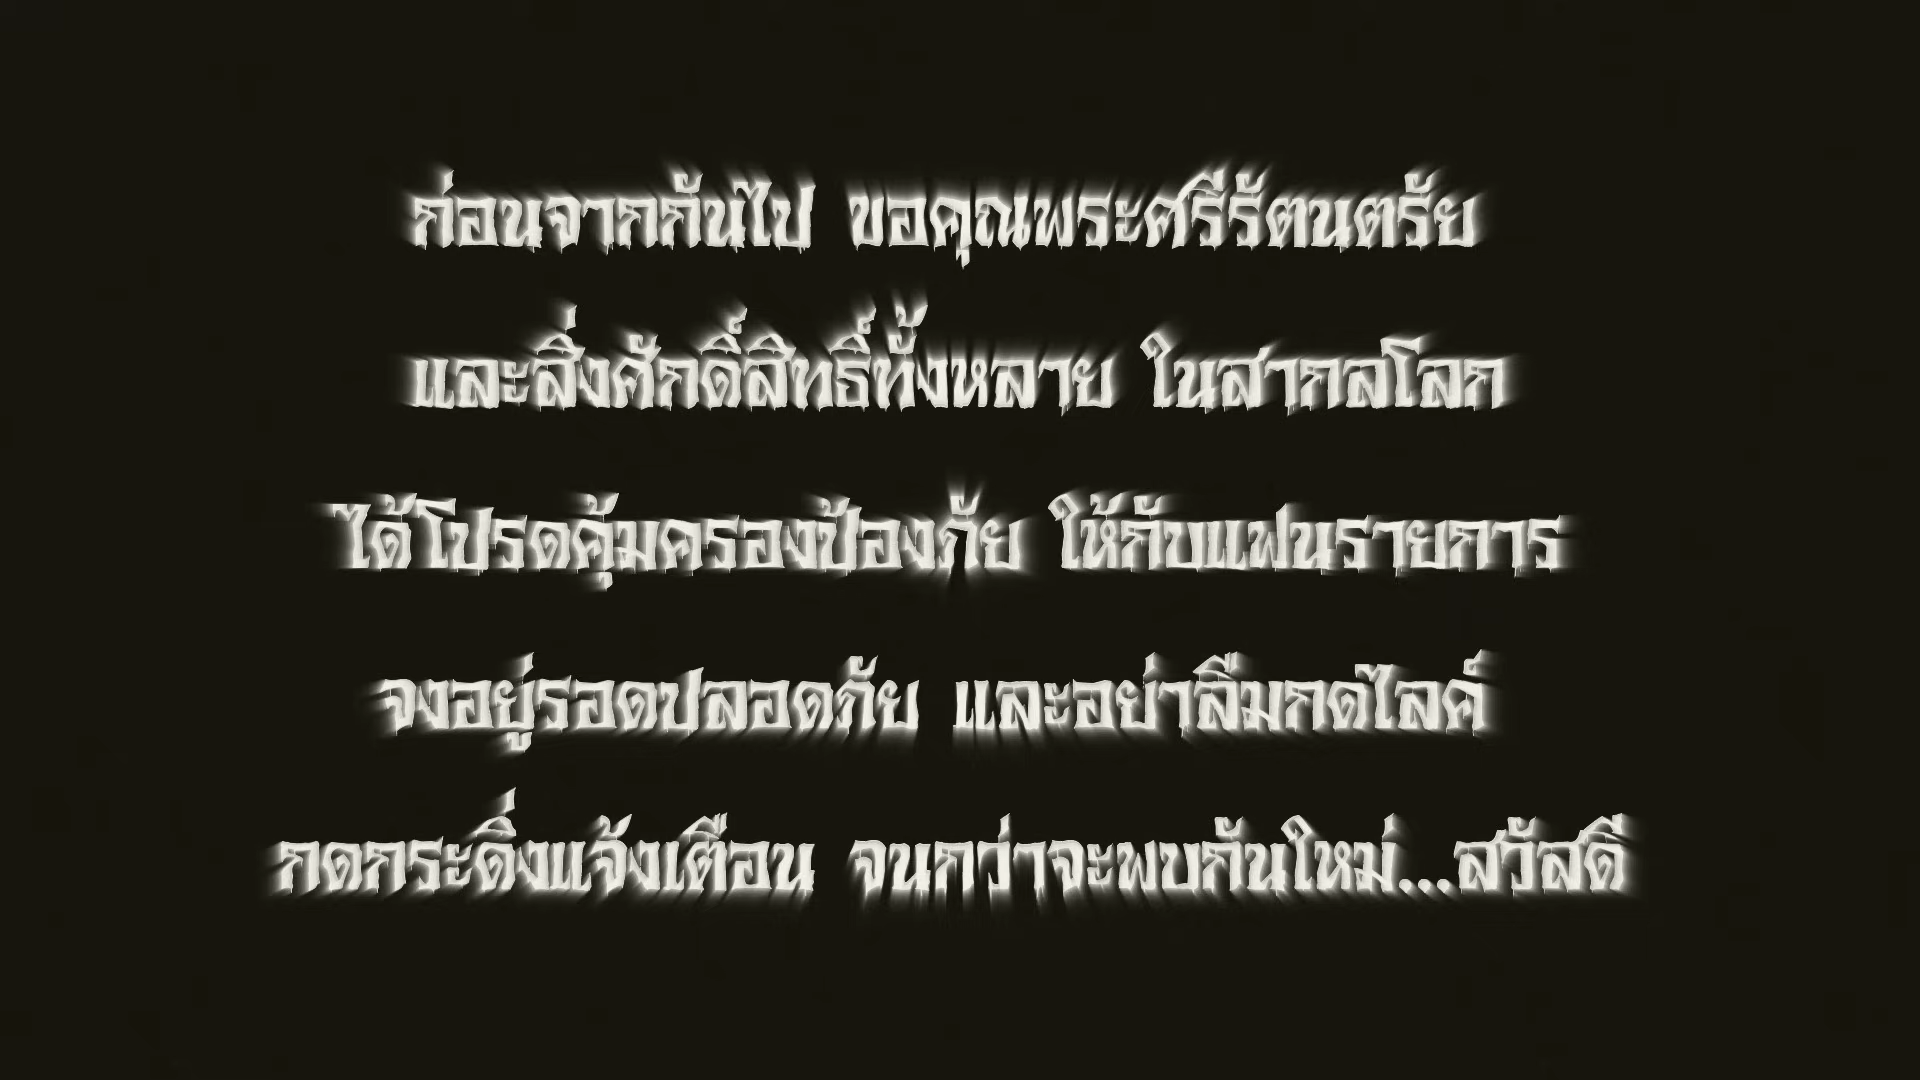 ก่อนจากกันไป ขอคุณพระศรีรัตนตรัย
และสิ่งศักดิ์สิทธิ์ทั้งหลาย ในสากลโลก
ได้โปรดคุ้มครองป้องภัย ให้กับแฟนรายการ
จงอยู่รอดปลอดภัย และอย่าลืมกดไลค์
กดกระดิ่งแจ้งเตือน จนกว่าจะพบกันใหม่...สวัสดี